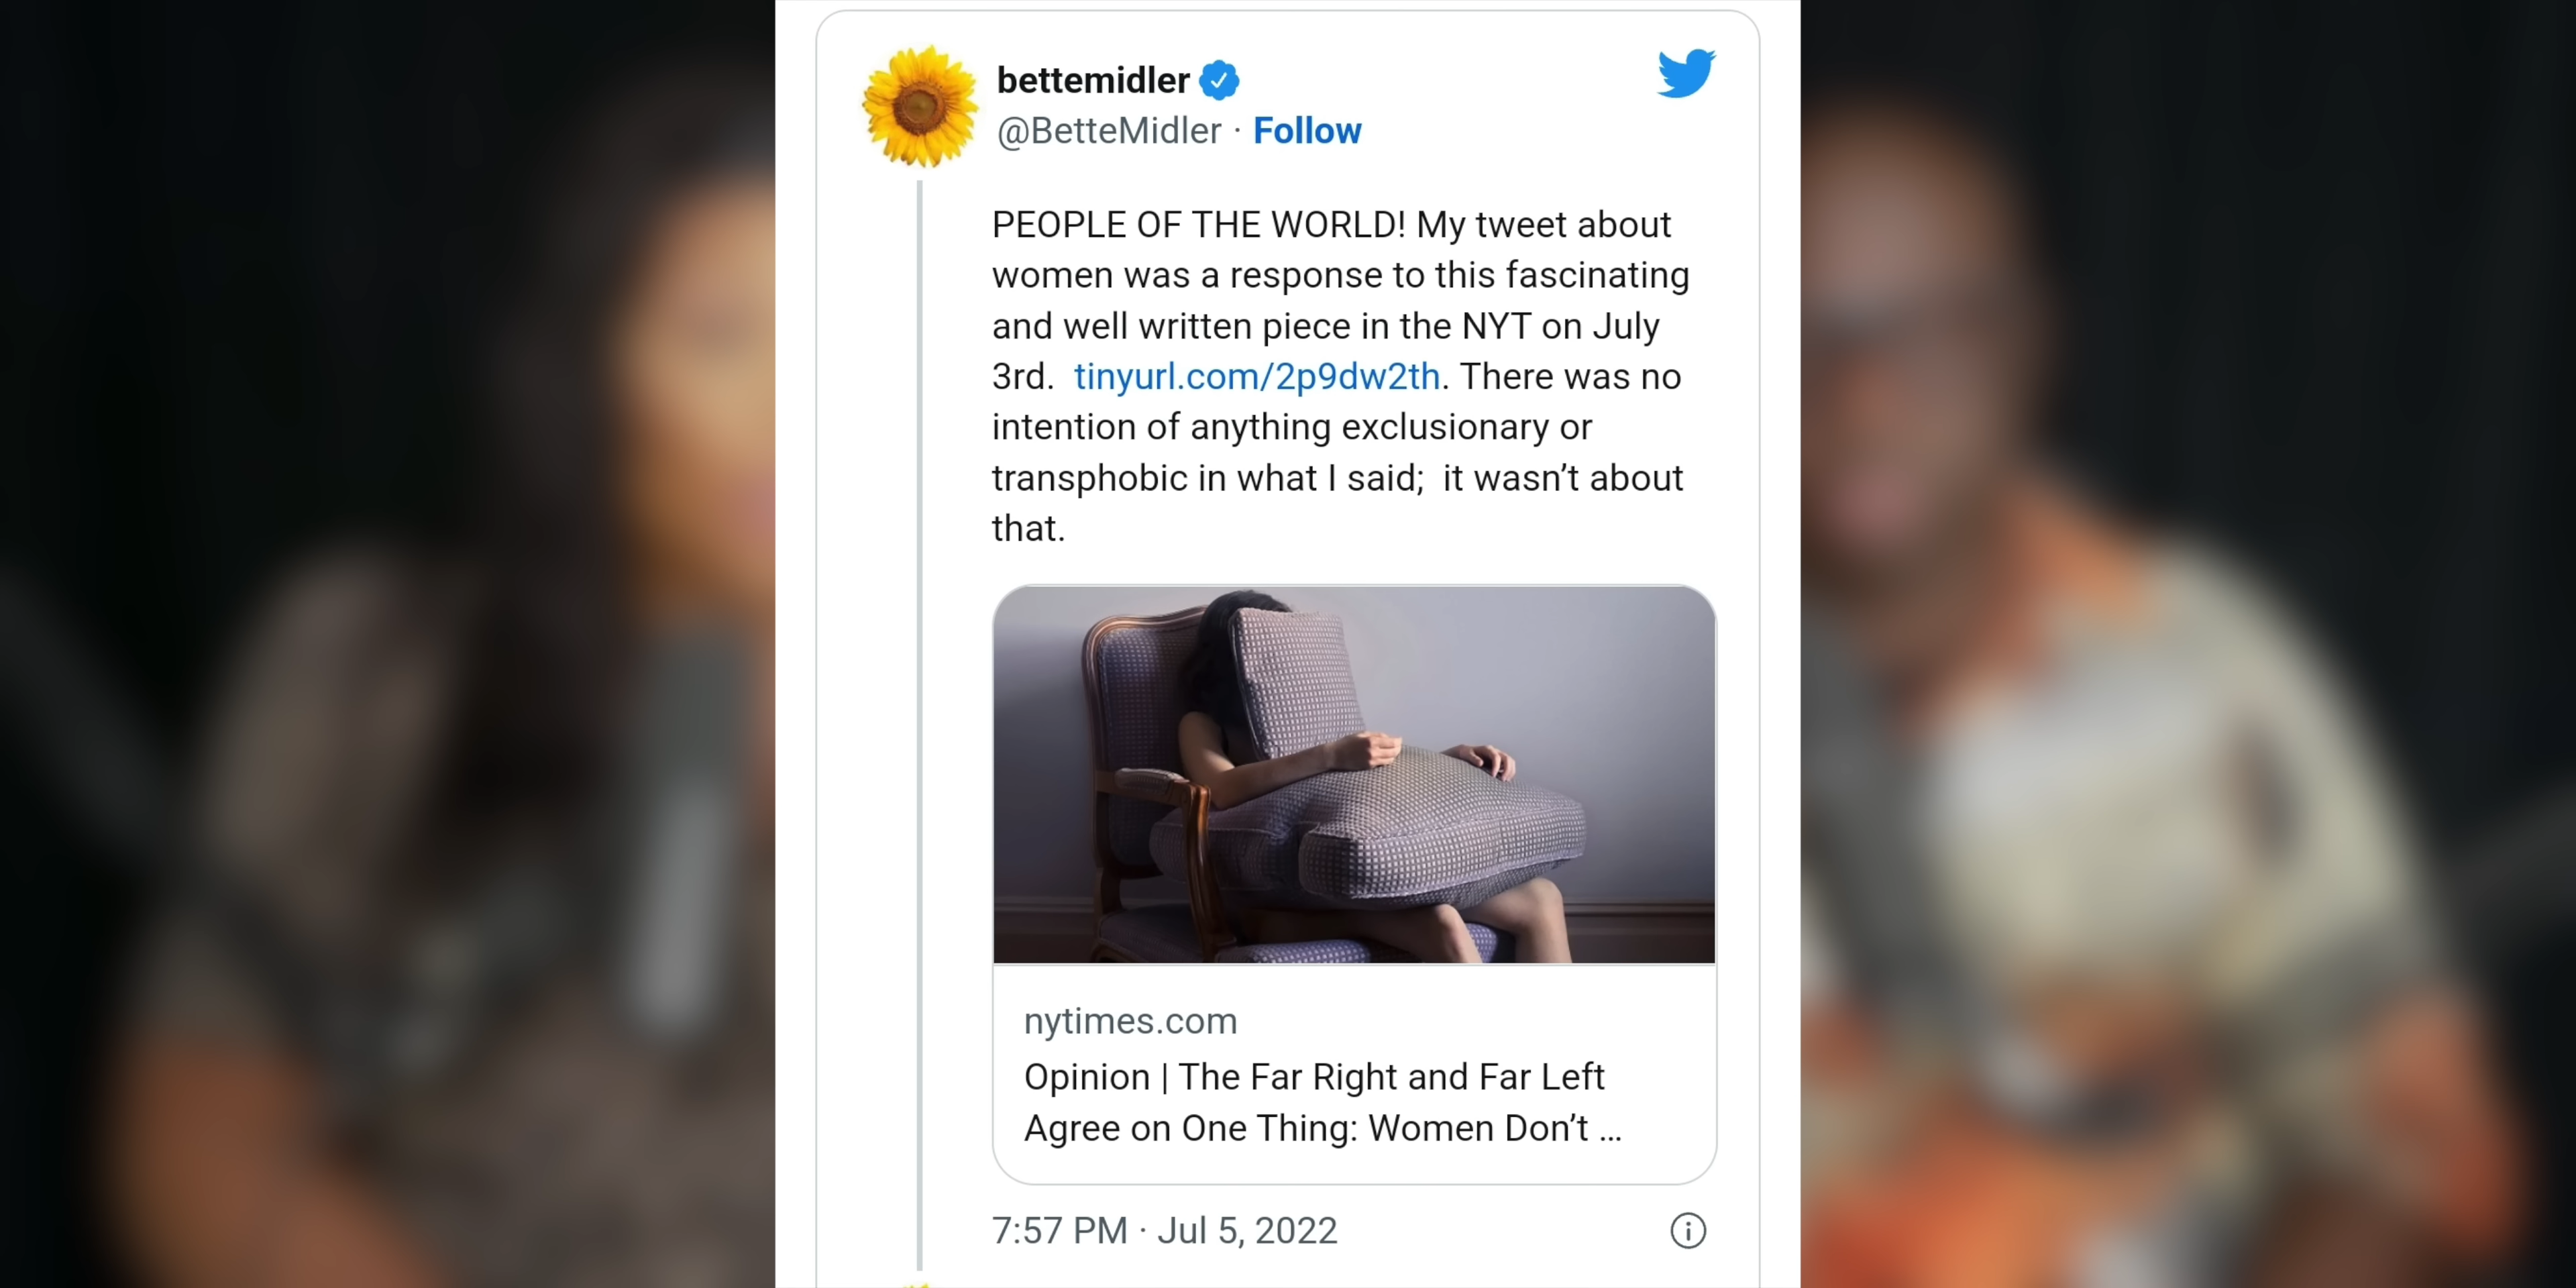 bettemidler
@BetteMidler · Follow
PEOPLE OF THE WORLD! My tweet about
women was a response to this fascinating
and well written piece in the NYT on July
3rd.  tinyurl.com/2p9dw2th. There was no
intention of anything exclusionary or
transphobic in what I said;  it wasn’t about
that.
nytimes.com
Opinion | The Far Right and Far Left
Agree on One Thing: Women Don’t ...
7:57 PM · Jul 5, 2022